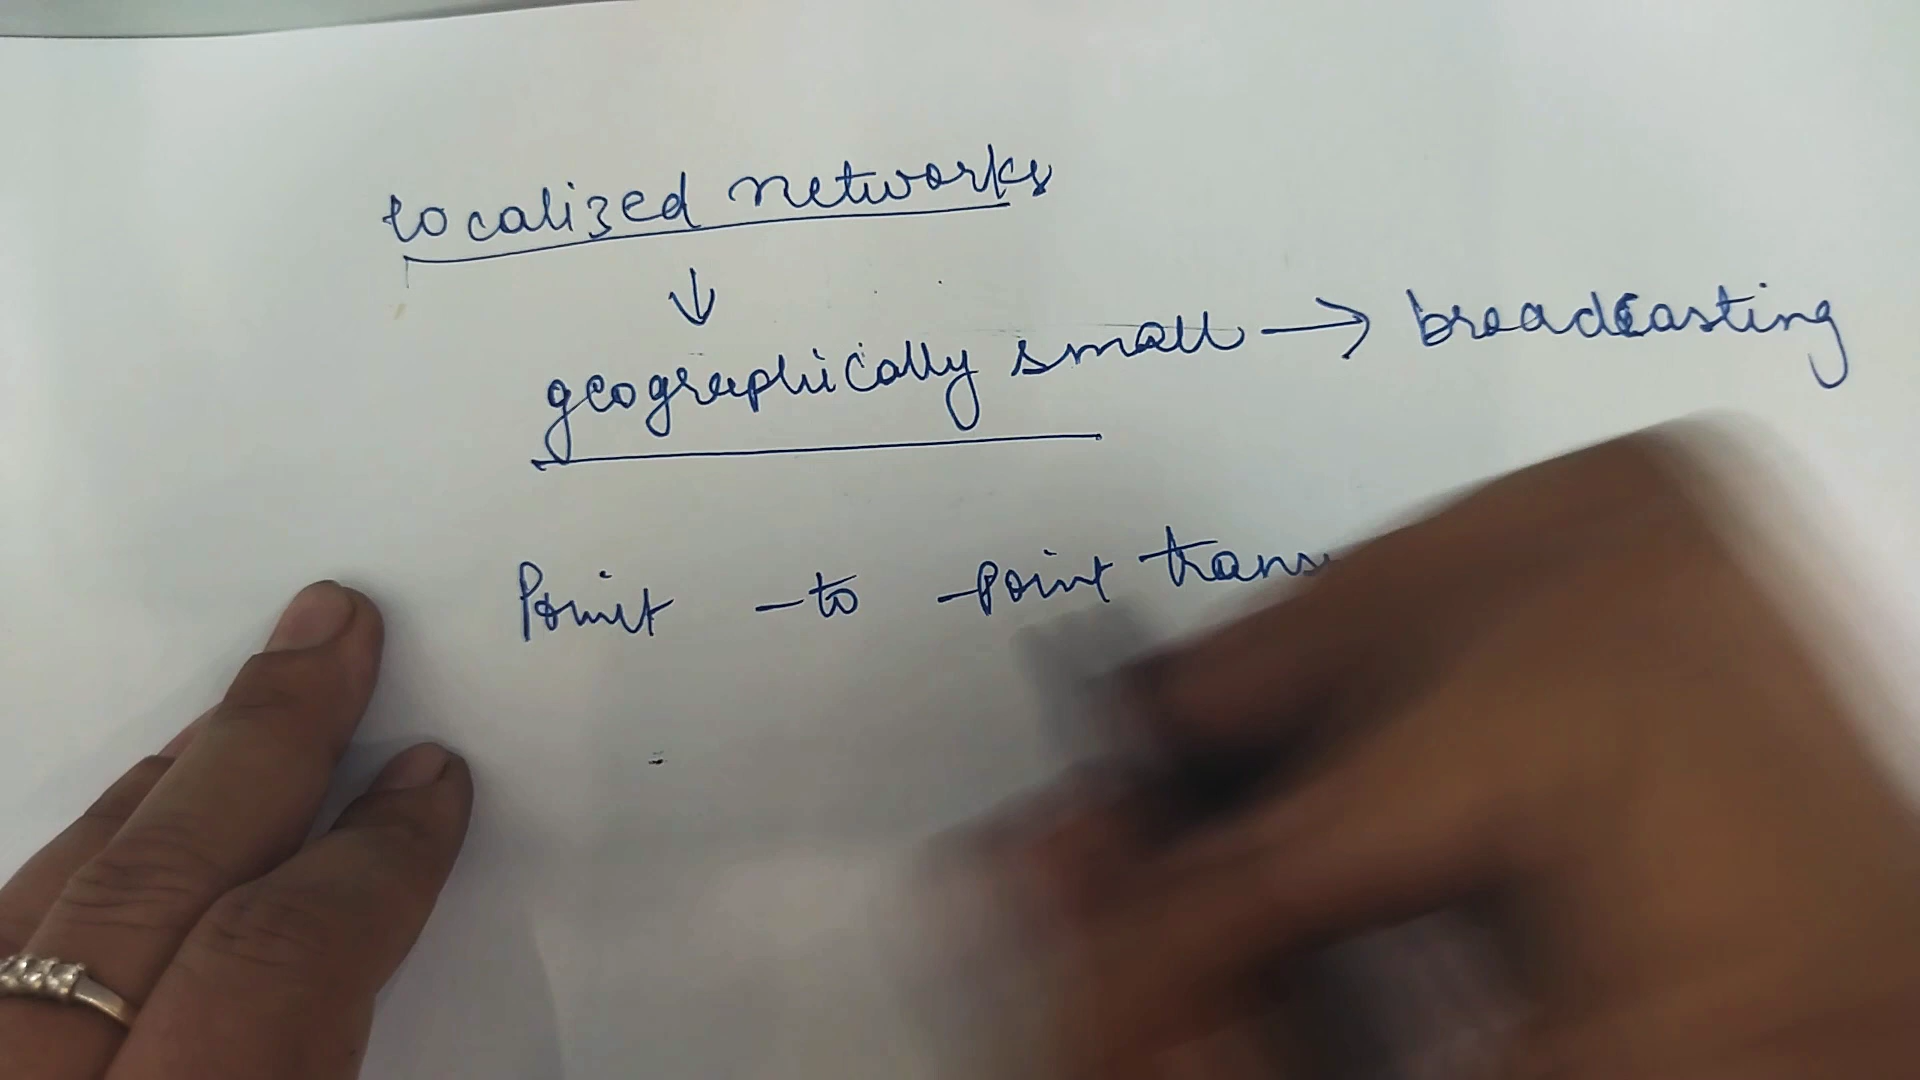 localized networks
↓
geographically small → broadcasting
Point -to -point